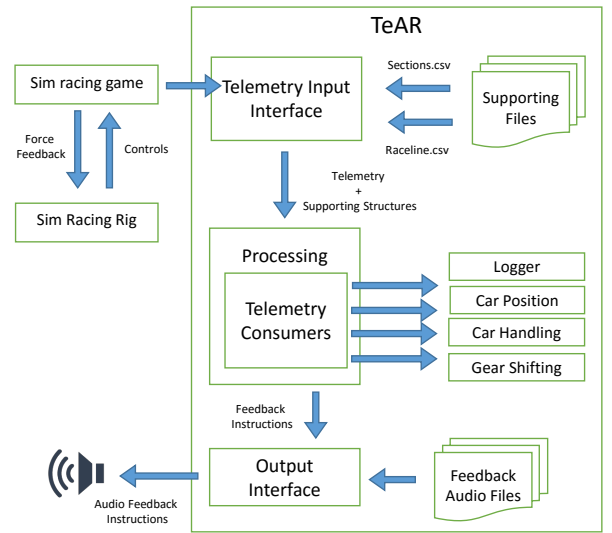 TeAR
Sim racing game
Telemetry Input
Interface
Sections.csv
Supporting
Files
Raceline.csv
Force
Feedback
Controls
Telemetry
+
Supporting Structures
Sim Racing Rig
Processing
Telemetry
Consumers
Logger
Car Position
Car Handling
Gear Shifting
Feedback
Instructions
Output
Interface
Feedback
Audio Files
Audio Feedback
Instructions